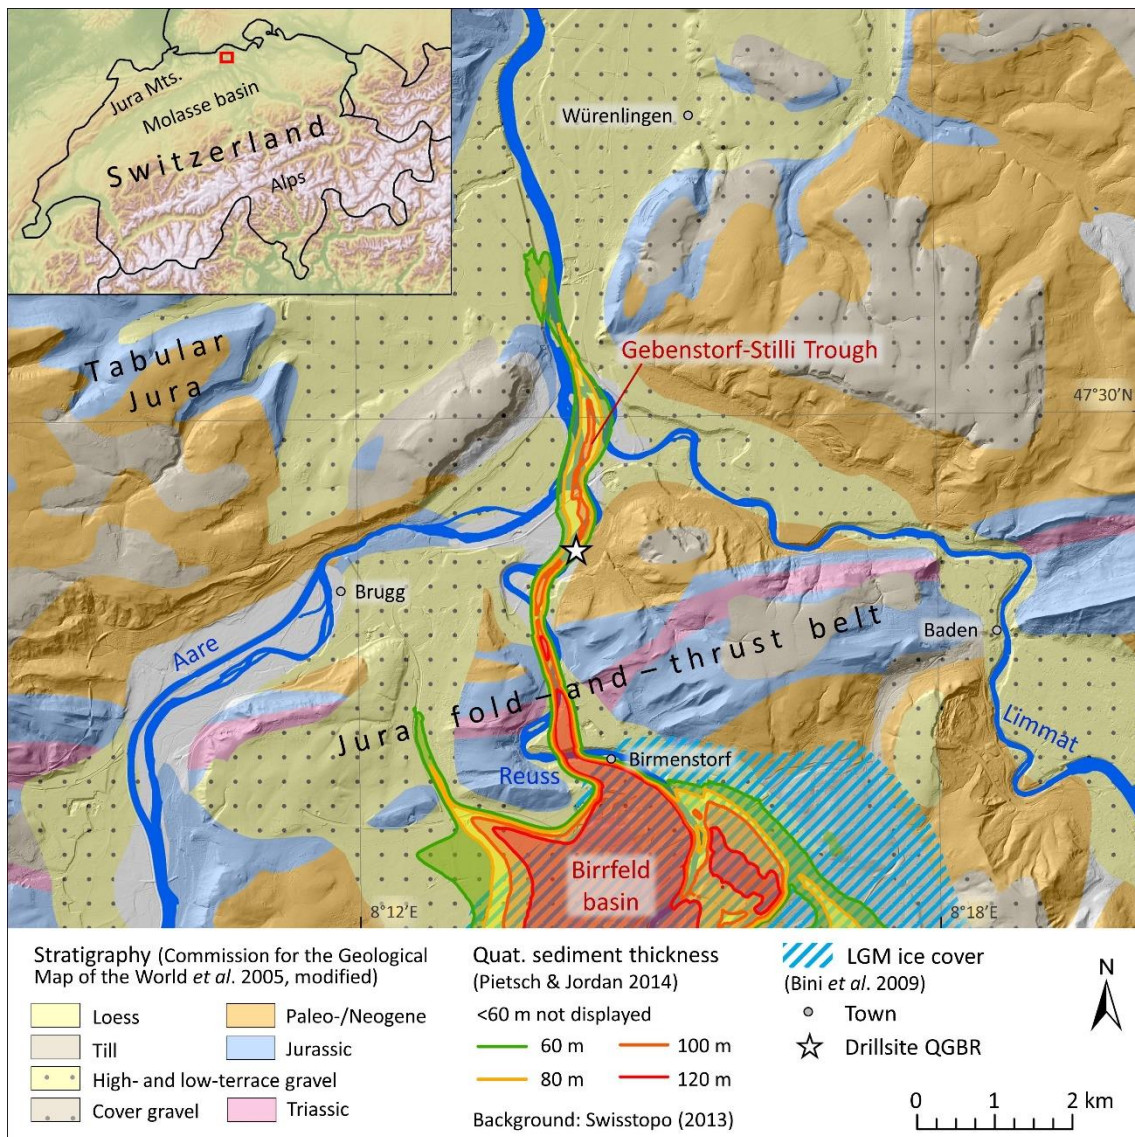 Jura Mts.
Molasse basin
Switzerland
Alps
Würenlingen
Tabular
Jura
Gebenstorf-Stilli Trough
47°30'N
Brugg
Aare
Baden
Jura fold-and-thrust belt
Limmat
Reuss
Birmenstorf
Birrfeld
basin
8°12'E
8°18'E
Stratigraphy (Commission for the Geological
Map of the World et al. 2005, modified)
Loess
Till
High- and low-terrace gravel
Cover gravel
Paleo-/Neogene
Jurassic
Triassic
Quat. sediment thickness
(Pietsch & Jordan 2014)
<60 m not displayed
60 m
100 m
80 m
120 m
Background: Swisstopo (2013)
LGM ice cover
(Bini et al. 2009)
Town
Drillsite QGBR
N
0 1 2 km